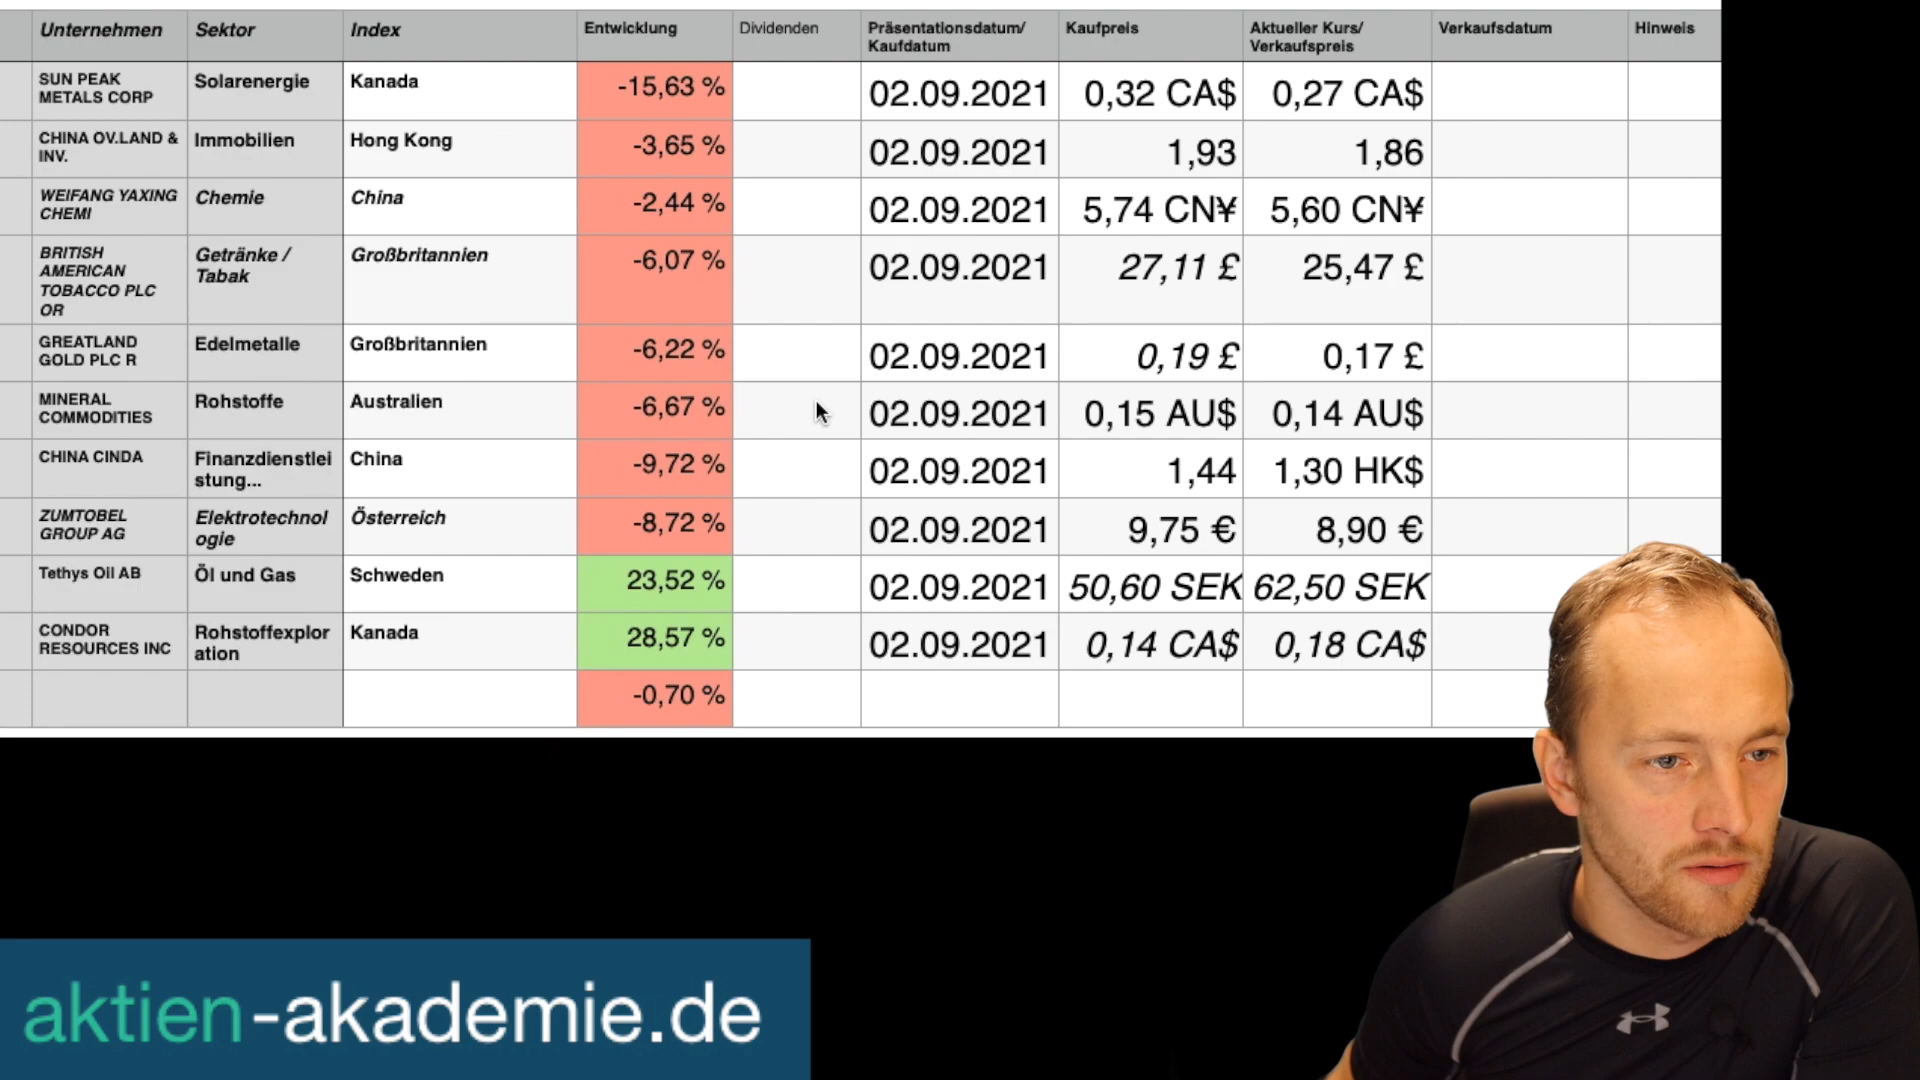 Unternehmen Sektor Index Entwicklung Dividenden Präsentationsdatum/ Kaufpreis Aktueller Kurs/ Verkaufsdatum Hinweis
Kaufdatum Verkaufspreis
SUN PEAK Solarenergie Kanada -15,63 % 02.09.2021 0,32 CA$ 0,27 CA$
METALS CORP
CHINA OV.LAND & Immobilien Hong Kong -3,65 % 02.09.2021 1,93 1,86
INV.
WEIFANG YAXING Chemie China -2,44 % 02.09.2021 5,74 CN¥ 5,60 CN¥
CHEMI
BRITISH Getränke / Großbritannien -6,07 % 02.09.2021 27,11 £ 25,47 £
AMERICAN Tabak
TOBACCO PLC
OR
GREATLAND Edelmetalle Großbritannien -6,22 % 02.09.2021 0,19 £ 0,17 £
GOLD PLC R
MINERAL Rohstoffe Australien -6,67 % 02.09.2021 0,15 AU$ 0,14 AU$
COMMODITIES
CHINA CINDA Finanzdienstlei China -9,72 % 02.09.2021 1,44 1,30 HK$
stung...
ZUMTOBEL Elektrotechnol Österreich -8,72 % 02.09.2021 9,75 € 8,90 €
GROUP AG ogie
Tethys Oil AB Öl und Gas Schweden 23,52 % 02.09.2021 50,60 SEK 62,50 SEK
CONDOR Rohstoffexplor Kanada 28,57 % 02.09.2021 0,14 CA$ 0,18 CA$
RESOURCES INC ation
-0,70 %
aktien-akademie.de